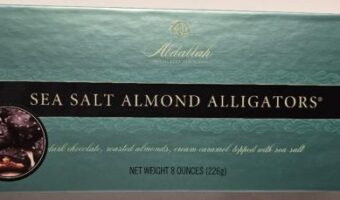 Abdallah
SEA SALT ALMOND ALLIGATORS®
dark chocolate, roasted almonds, cream caramel topped with sea salt
NET WEIGHT 8 OUNCES (226g)